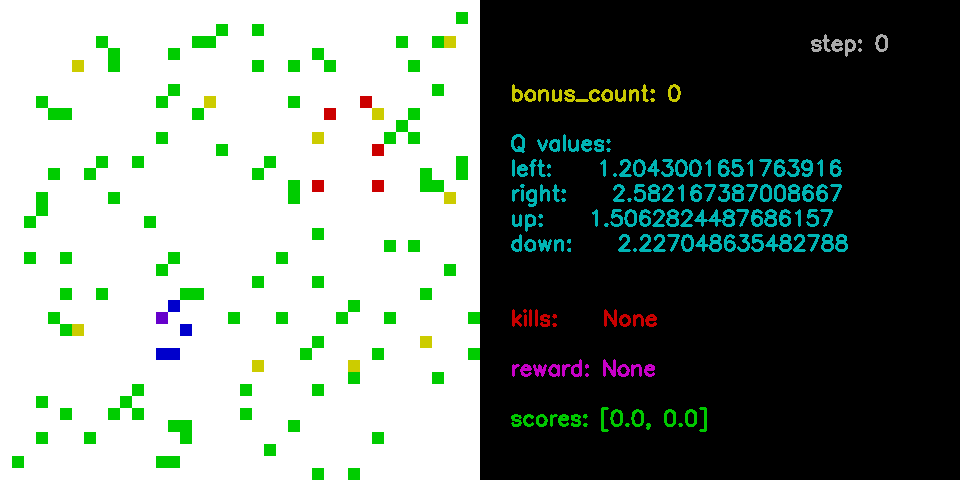 step: 0
bonus_count: 0
Q values:
left: 1.2043001651763916
right: 2.582167387008667
up: 1.5062824487686157
down: 2.227048635482788
kills: None
reward: None
scores: [0.0, 0.0]